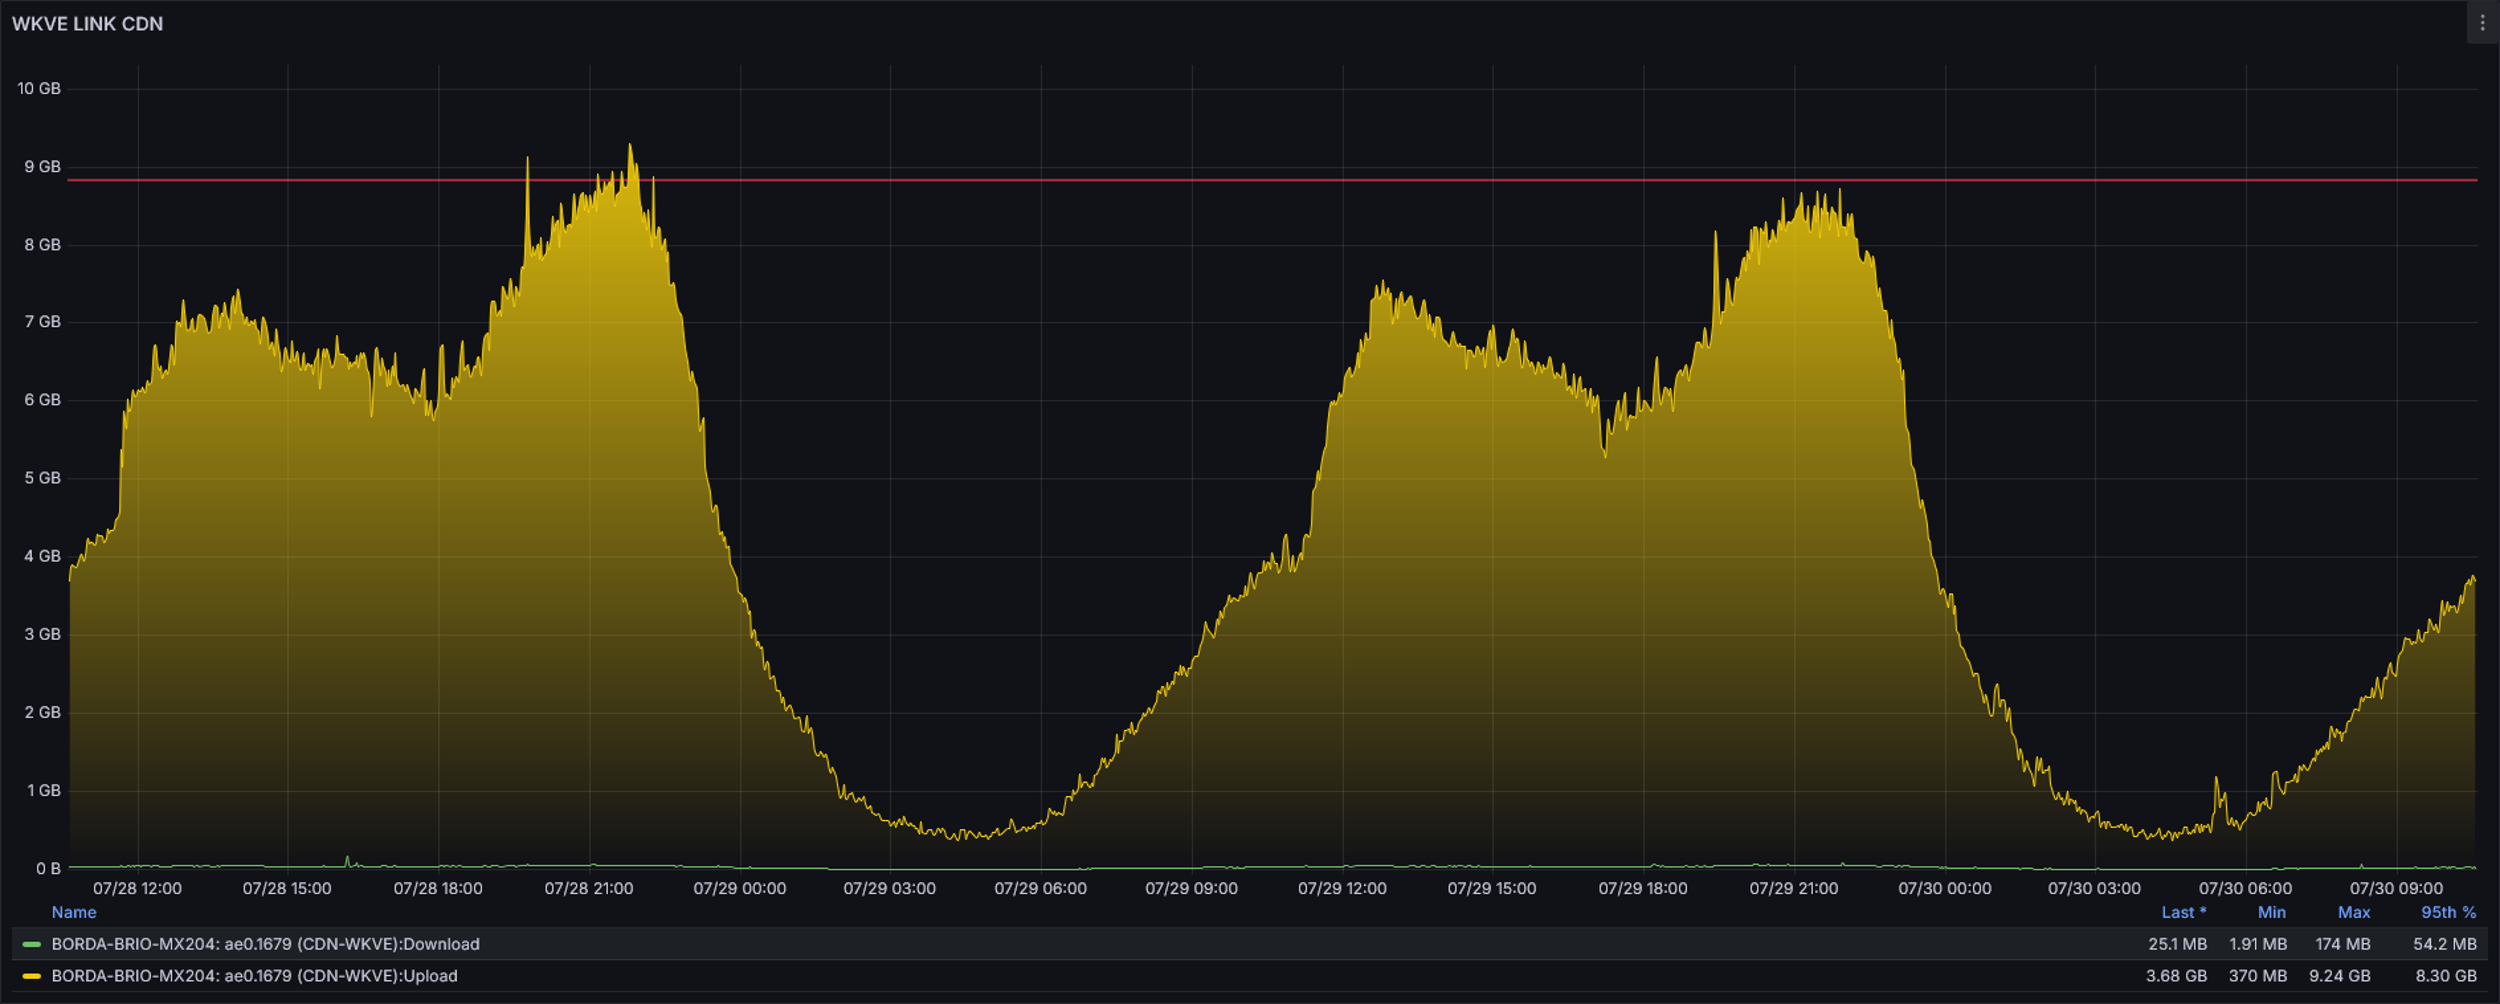 WKVE LINK CDN
10 GB
9 GB
8 GB
7 GB
6 GB
5 GB
4 GB
3 GB
2 GB
1 GB
0 B
07/28 12:00 07/28 15:00 07/28 18:00 07/28 21:00 07/29 00:00 07/29 03:00 07/29 06:00 07/29 09:00 07/29 12:00 07/29 15:00 07/29 18:00 07/29 21:00 07/30 00:00 07/30 03:00 07/30 06:00 07/30 09:00
Name Last * Min Max 95th %
BORDA-BRIO-MX204: ae0.1679 (CDN-WKVE):Download 25.1 MB 1.91 MB 174 MB 54.2 MB
BORDA-BRIO-MX204: ae0.1679 (CDN-WKVE):Upload 3.68 GB 370 MB 9.24 GB 8.30 GB